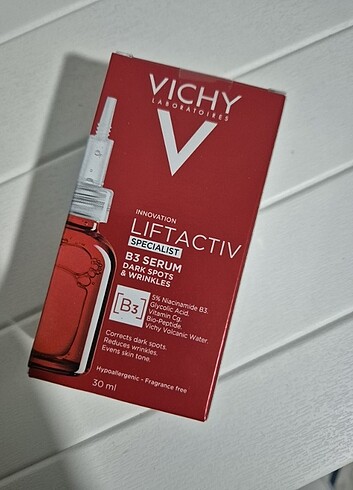 VICHY
LABORATOIRES
INNOVATION
LIFTACTIV
SPECIALIST
B3 SERUM
DARK SPOTS
& WRINKLES
[B3]
5% Niacinamide B3.
Glycolic Acid.
Vitamin Cg.
Bio-Peptide.
Vichy Volcanic Water.
Corrects dark spots.
Reduces wrinkles.
Evens skin tone.
Hypoallergenic - Fragrance free
30 ml